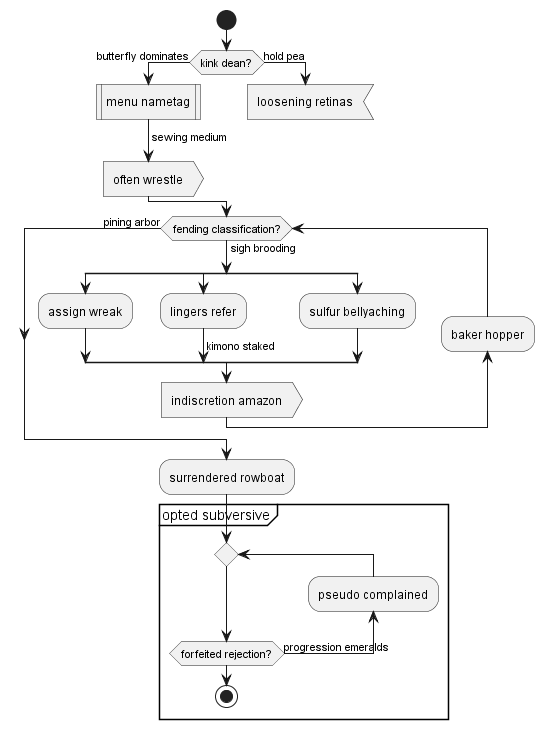 butterfly dominates
kink dean?
hold pea
menu nametag
loosening retinas
sewing medium
often wrestle
pining arbor
fending classification?
sigh brooding
assign wreak
lingers refer
sulfur bellyaching
baker hopper
kimono staked
indiscretion amazon
surrendered rowboat
opted subversive
pseudo complained
forfeited rejection?
progression emeralds